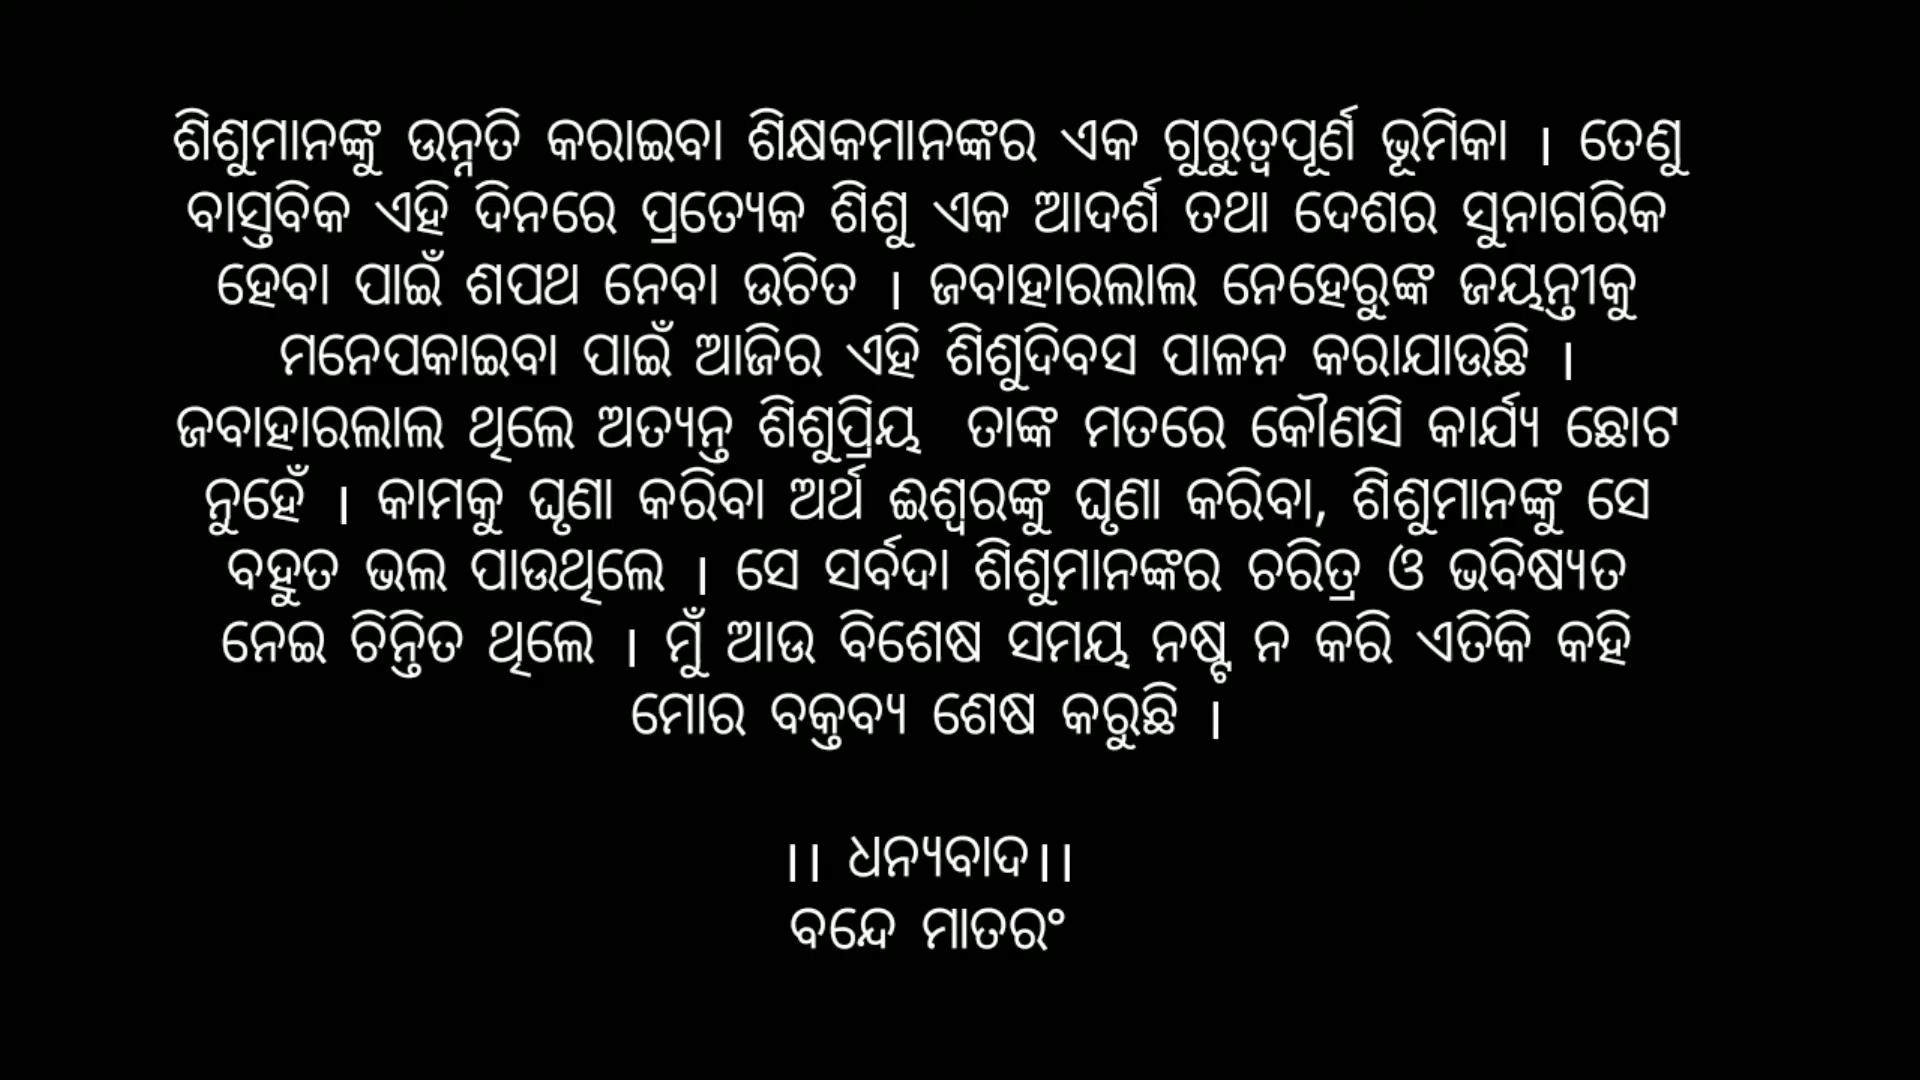 ଶିଶୁମାନଙ୍କୁ ଉନ୍ନତି କରାଇବା ଶିକ୍ଷକମାନଙ୍କର ଏକ ଗୁରୁତ୍ୱପୂର୍ଣ ଭୂମିକା । ତେଣୁ
ବାସ୍ତବିକ ଏହି ଦିନରେ ପ୍ରତ୍ୟେକ ଶିଶୁ ଏକ ଆଦର୍ଶ ତଥା ଦେଶର ସୁନାଗରିକ
ହେବା ପାଇଁ ଶପଥ ନେବା ଉଚିତ । ଜବାହାରଲାଲ ନେହେରୁଙ୍କ ଜୟନ୍ତୀକୁ
ମନେପକାଇବା ପାଇଁ ଆଜିର ଏହି ଶିଶୁଦିବସ ପାଳନ କରାଯାଉଛି ।
ଜବାହାରଲାଲ ଥିଲେ ଅତ୍ୟନ୍ତ ଶିଶୁପ୍ରିୟ  ତାଙ୍କ ମତରେ କୌଣସି କାର୍ଯ୍ୟ ଛୋଟ
ନୁହେଁ । କାମକୁ ଘୃଣା କରିବା ଅର୍ଥ ଈଶ୍ୱରଙ୍କୁ ଘୃଣା କରିବା, ଶିଶୁମାନଙ୍କୁ ସେ
ବହୁତ ଭଲ ପାଉଥିଲେ । ସେ ସର୍ବଦା ଶିଶୁମାନଙ୍କର ଚରିତ୍ର ଓ ଭବିଷ୍ୟତ
ନେଇ ଚିନ୍ତିତ ଥିଲେ । ମୁଁ ଆଉ ବିଶେଷ ସମୟ ନଷ୍ଟ ନ କରି ଏତିକି କହି
ମୋର ବକ୍ତବ୍ୟ ଶେଷ କରୁଛି ।
।। ଧନ୍ୟବାଦ।।
ବନ୍ଦେ ମାତରଂ